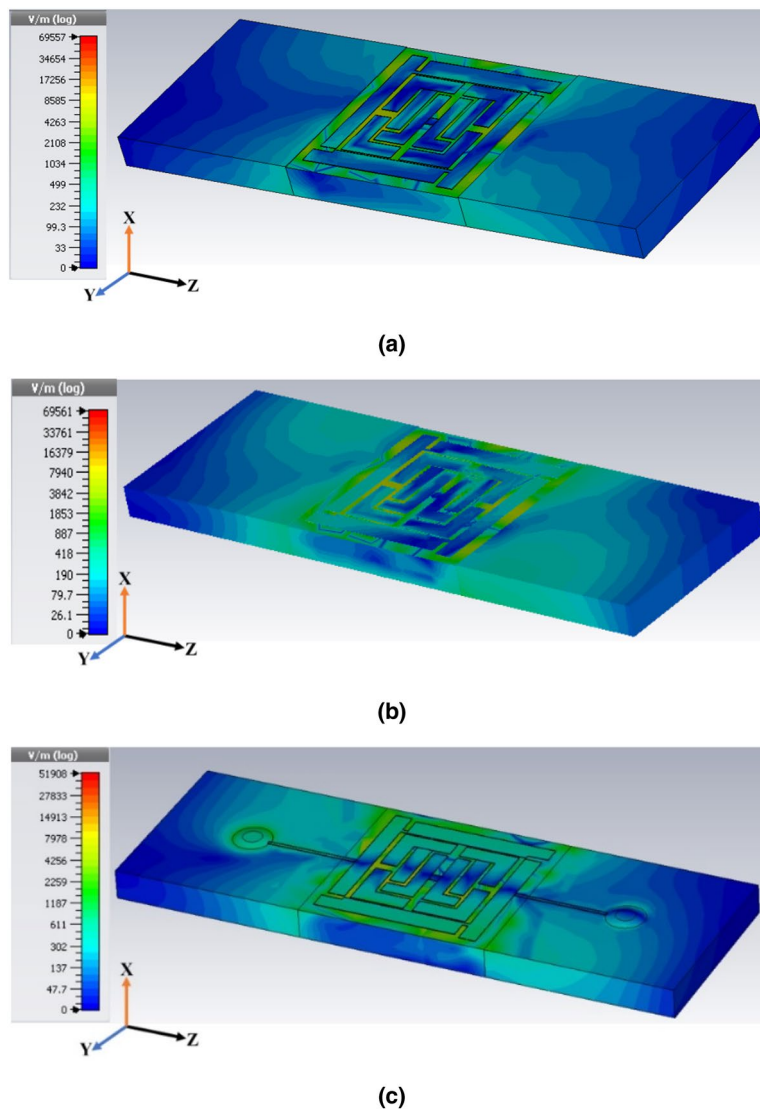 V/m (log)
69557
34654
17256
8585
4263
2108
1034
499
232
99.3
33
0
X
Y
Z
(a)
V/m (log)
69561
33761
16379
7940
3842
1853
887
418
190
79.7
26.1
0
X
Y
Z
(b)
V/m (log)
51908
27833
14913
7978
4256
2259
1187
611
302
137
47.7
0
X
Y
Z
(c)